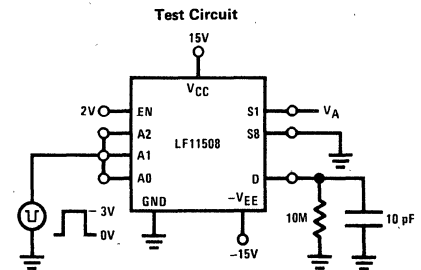 Test Circuit
15V
VCC
2V
EN
S1
VA
A2
S8
LF11508
A1
A0
D
GND
-VEE
10M
10 pF
3V
0V
-15V